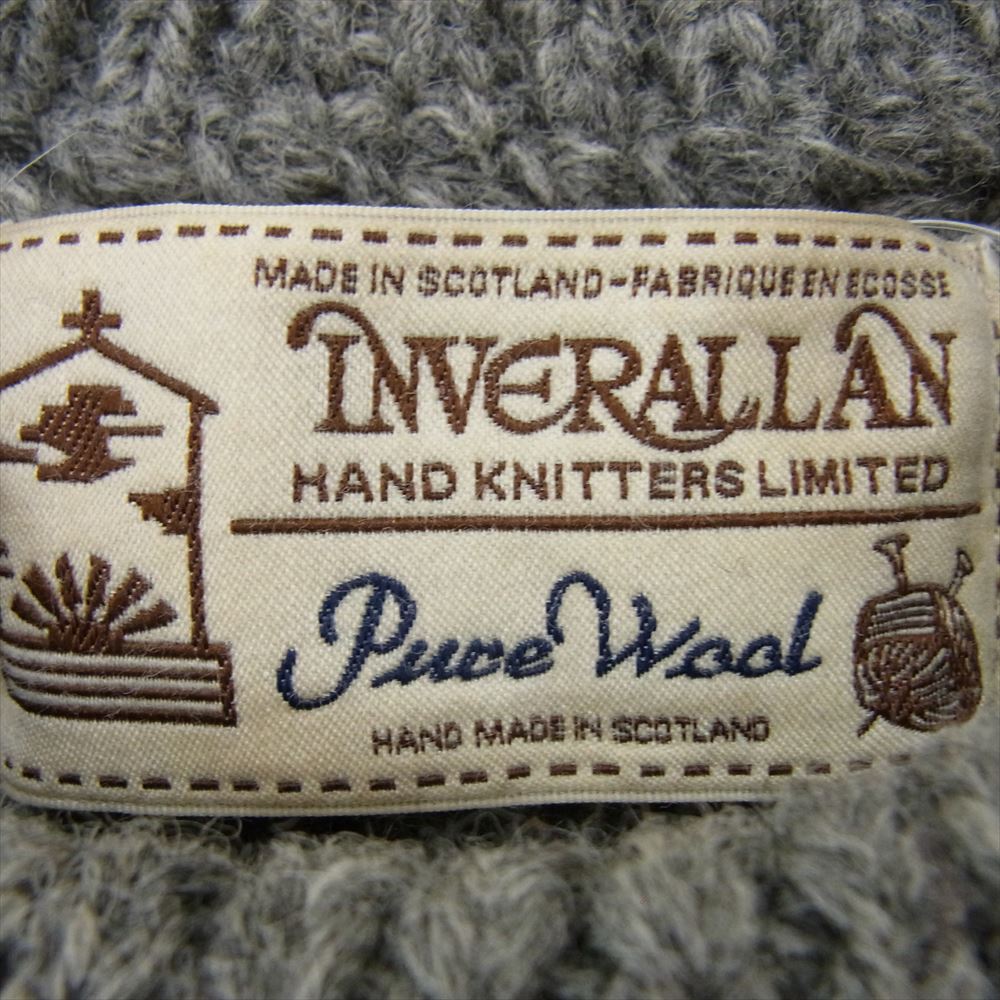 MADE IN SCOTLAND-FABRIQUE EN ECOSSE
INVERALLAN
HAND KNITTERS LIMITED
Pure Wool
HAND MADE IN SCOTLAND